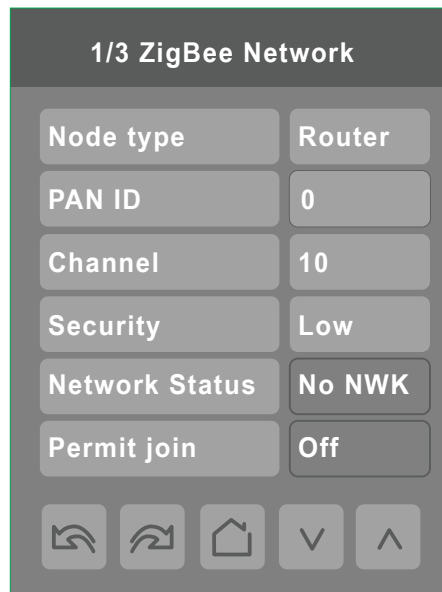 1/3 ZigBee Network
Node type Router
PAN ID 0
Channel 10
Security Low
Network Status No NWK
Permit join Off